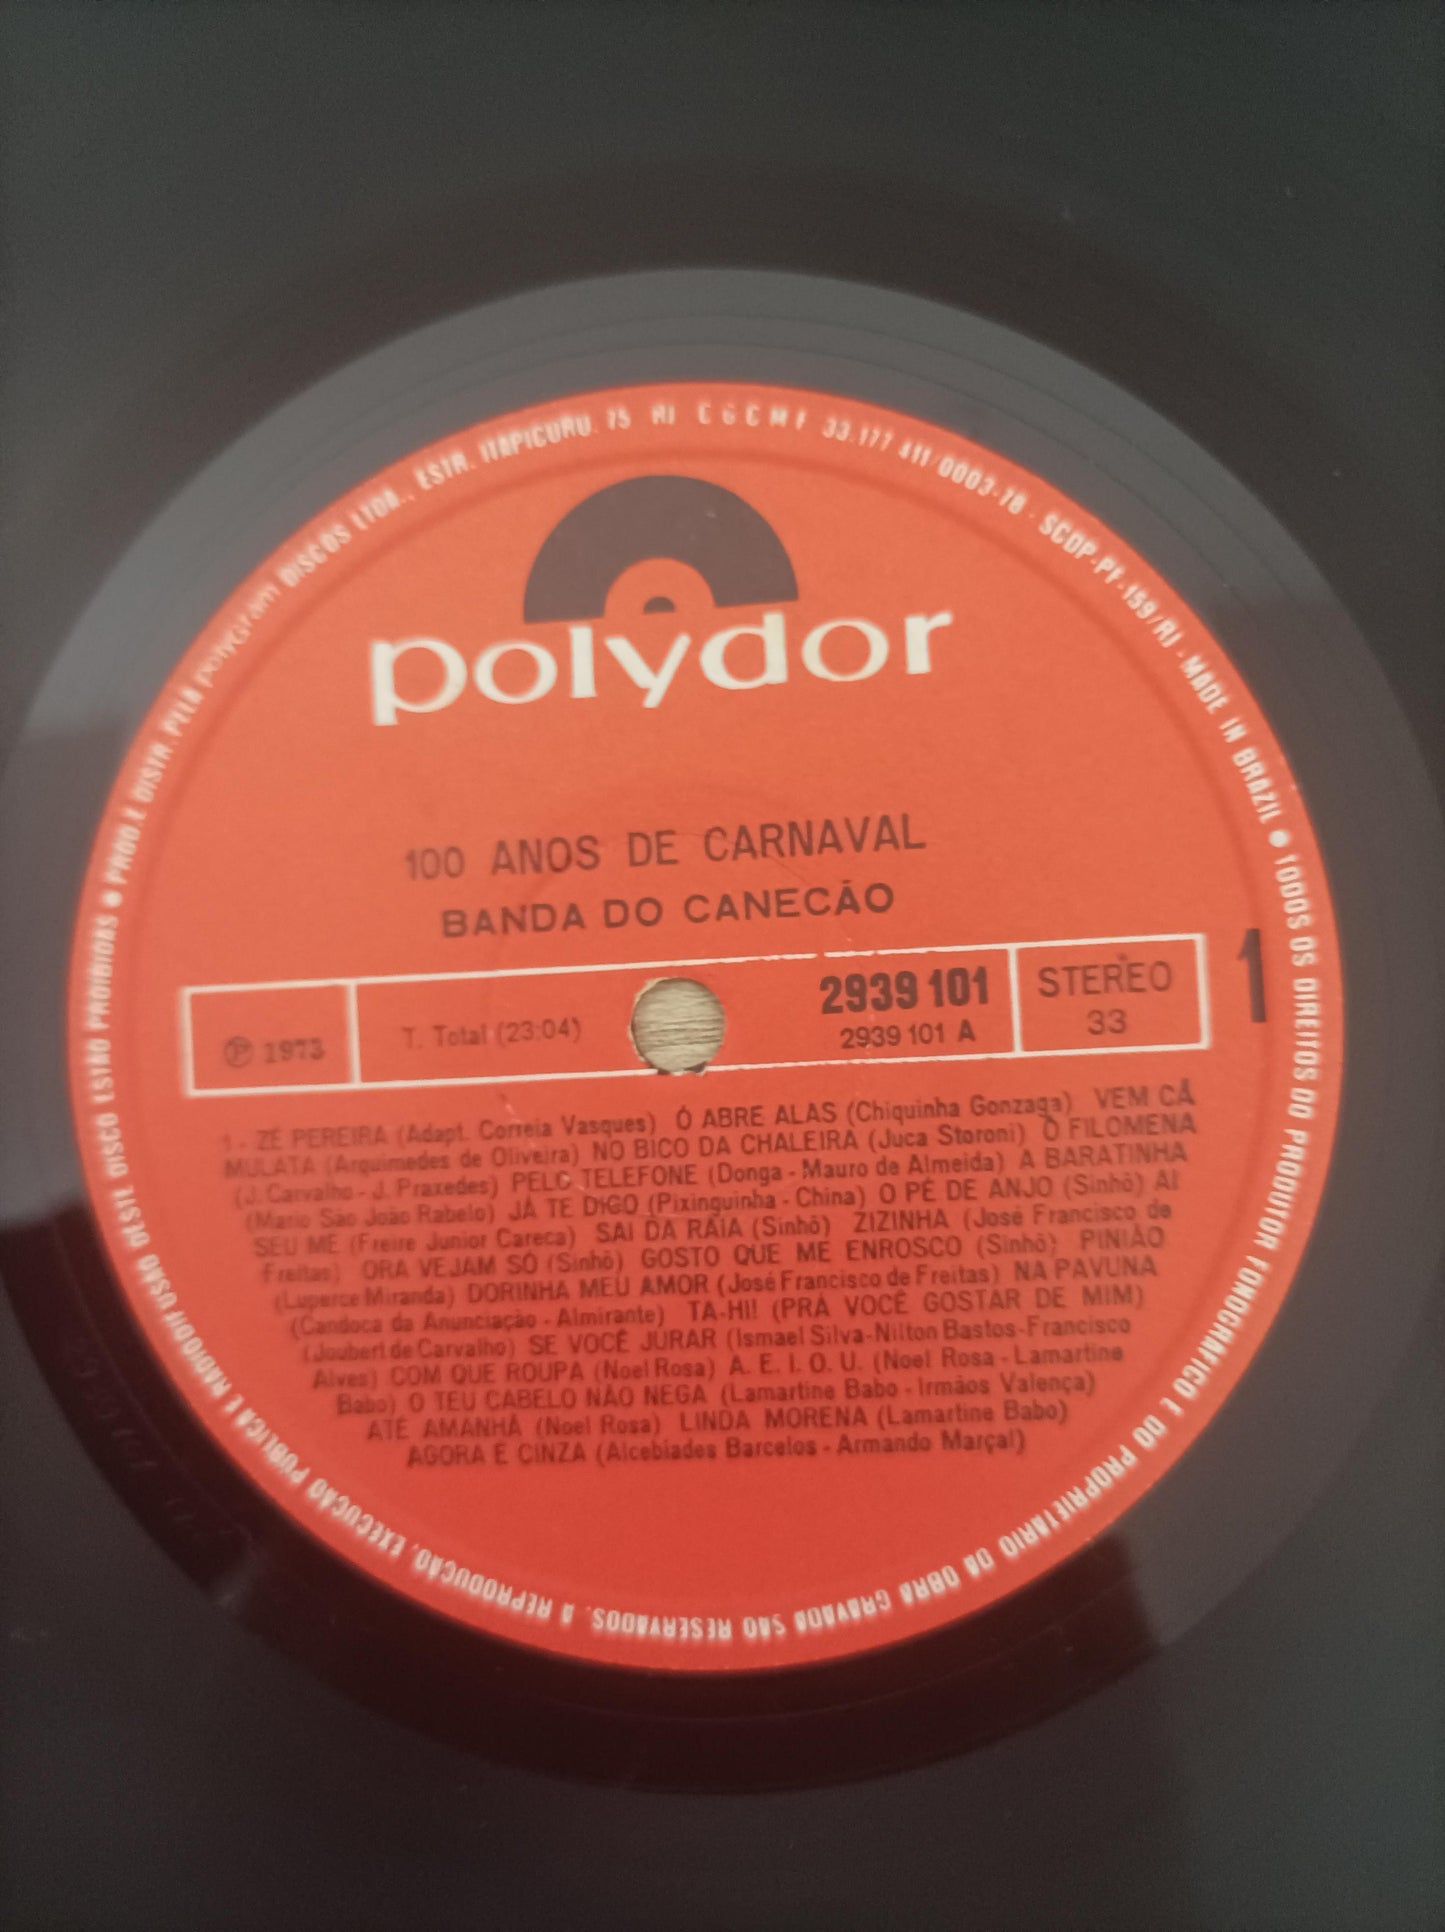 polydor
100 ANOS DE CARNAVAL
BANDA DO CANECÃO
℗ 1973
T. Total (23:04)
2939 101
2939 101 A
STEREO
33
1
1 - ZÉ PEREIRA (Adapt. Correia Vasques) Ó ABRE ALAS (Chiquinha Gonzaga) VEM CÁ
MULATA (Arquimedes de Oliveira) NO BICO DA CHALEIRA (Juca Storoni) Ó FILOMENA
(J. Carvalho - J. Praxedes) PELO TELEFONE (Donga - Mauro de Almeida) A BARATINHA
(Mario São João Rabelo) JÁ TE DIGO (Pixinguinha - China) O PÉ DE ANJO (Sinhô) AI
SEU MÉ (Freire Junior Careca) SAI DA RAIA (Sinhô) ZIZINHA (José Francisco de
Freitas) ORA VEJAM SÓ (Sinhô) GOSTO QUE ME ENROSCO (Sinhô) PINIÃO
(Luperce Miranda) DORINHA MEU AMOR (José Francisco de Freitas) NA PAVUNA
(Candoca da Anunciação - Almirante) TA-HI! (PRÁ VOCÊ GOSTAR DE MIM)
(Joubert de Carvalho) SE VOCÊ JURAR (Ismael Silva-Nilton Bastos-Francisco
Alves) COM QUE ROUPA (Noel Rosa) A. E. I. O. U. (Noel Rosa - Lamartine
Babo) O TEU CABELO NÃO NEGA (Lamartine Babo - Irmãos Valença)
ATÉ AMANHÃ (Noel Rosa) LINDA MORENA (Lamartine Babo)
AGORA É CINZA (Alcebiades Barcelos - Armando Marçal)
● PROD. E DISTR. PELA polyGram DISCOS LTDA., ESTR. ITAPICURU, 75 RJ C G C M F 33.177 411/0003-78 - SCDP-PF-159/RJ - MADE IN BRAZIL ● TODOS OS DIREITOS DO PRODUTOR FONOGRÁFICO E DO PROPRIETÁRIO DA OBRA GRAVADA SÃO RESERVADOS. A REPRODUÇÃO, EXECUÇÃO PÚBLICA E RADIODIFUSÃO DESTE DISCO ESTÃO PROIBIDAS